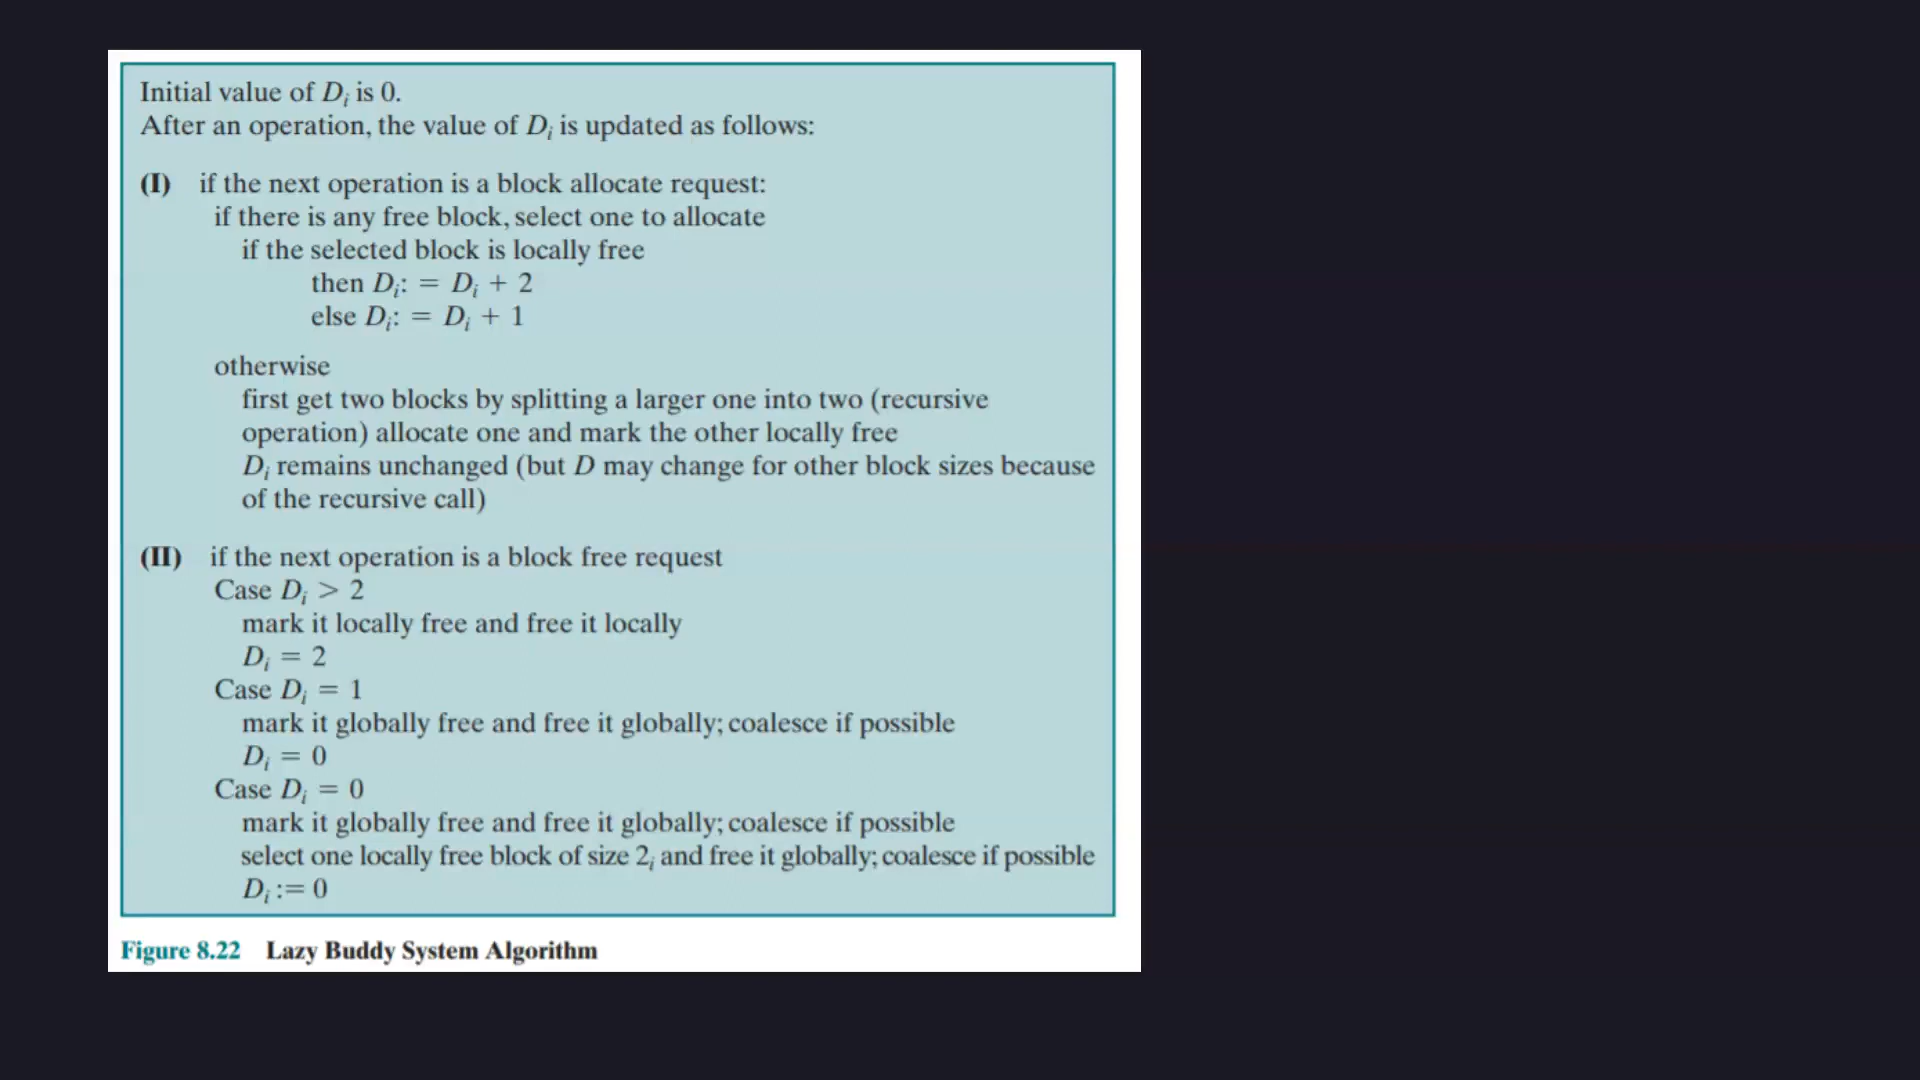 Initial value of Di is 0.
After an operation, the value of Di is updated as follows:
(I) if the next operation is a block allocate request:
if there is any free block, select one to allocate
if the selected block is locally free
then Di: = Di + 2
else Di: = Di + 1
otherwise
first get two blocks by splitting a larger one into two (recursive
operation) allocate one and mark the other locally free
Di remains unchanged (but D may change for other block sizes because
of the recursive call)
(II) if the next operation is a block free request
Case Di > 2
mark it locally free and free it locally
Di = 2
Case Di = 1
mark it globally free and free it globally; coalesce if possible
Di = 0
Case Di = 0
mark it globally free and free it globally; coalesce if possible
select one locally free block of size 2i and free it globally; coalesce if possible
Di := 0
Figure 8.22 Lazy Buddy System Algorithm